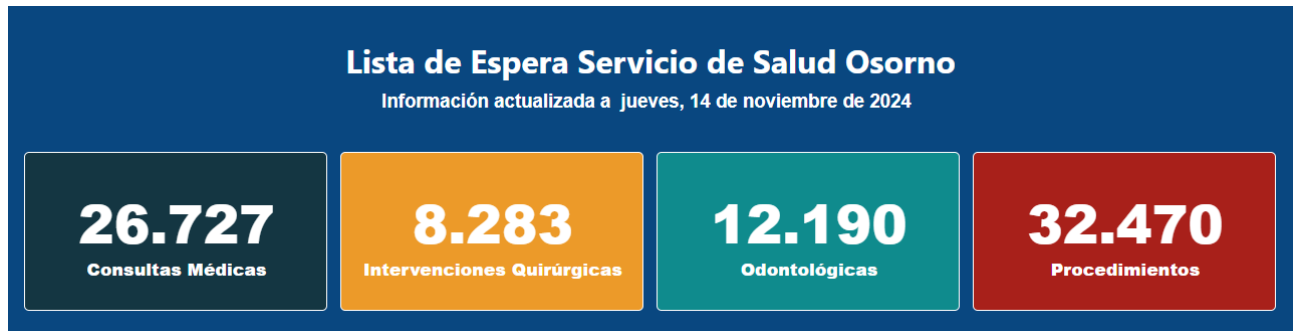 Lista de Espera Servicio de Salud Osorno
Información actualizada a  jueves, 14 de noviembre de 2024
26.727
Consultas Médicas
8.283
Intervenciones Quirúrgicas
12.190
Odontológicas
32.470
Procedimientos